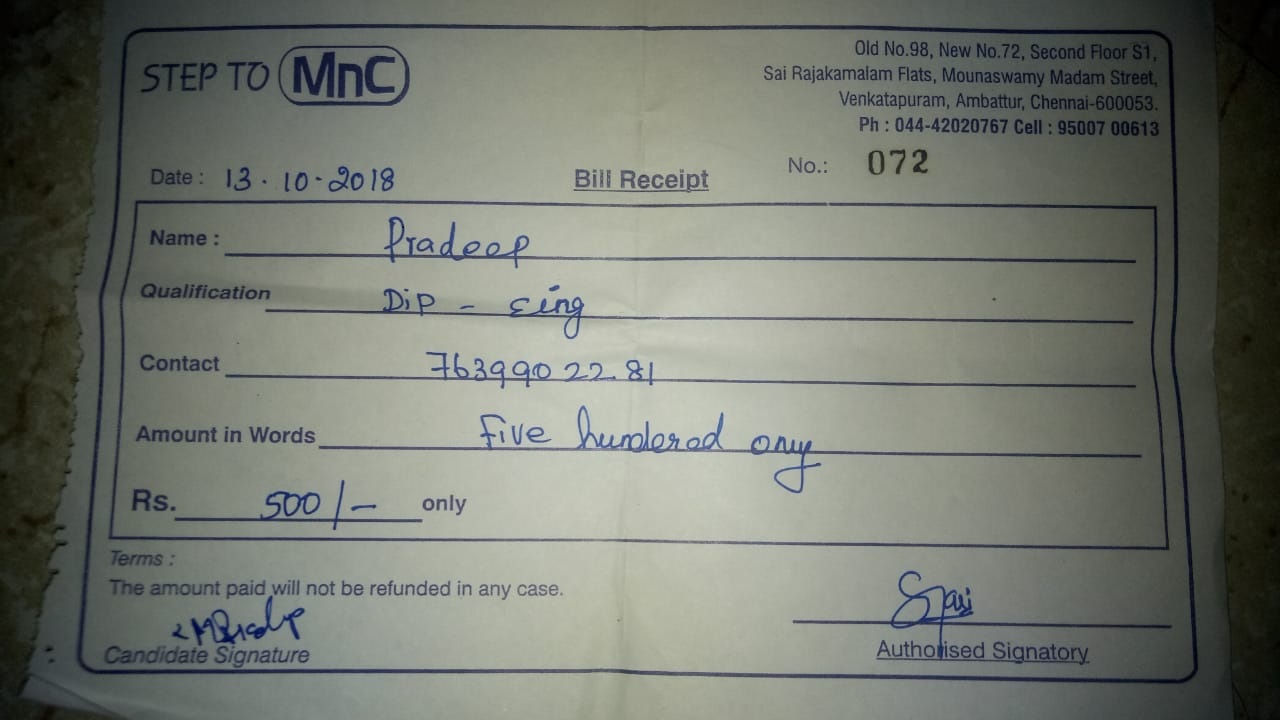 STEP TO MnC
Old No.98, New No.72, Second Floor S1,
Sai Rajakamalam Flats, Mounaswamy Madam Street,
Venkatapuram, Ambattur, Chennai-600053.
Ph : 044-42020767 Cell : 95007 00613
Date : 13.10.2018
Bill Receipt
No.: 072
Name : Pradeep
Qualification Dip - Eing
Contact 7639902281
Amount in Words Five hundered ony
Rs. 500/- only
Terms :
The amount paid will not be refunded in any case.
Candidate Signature
Authorised Signatory